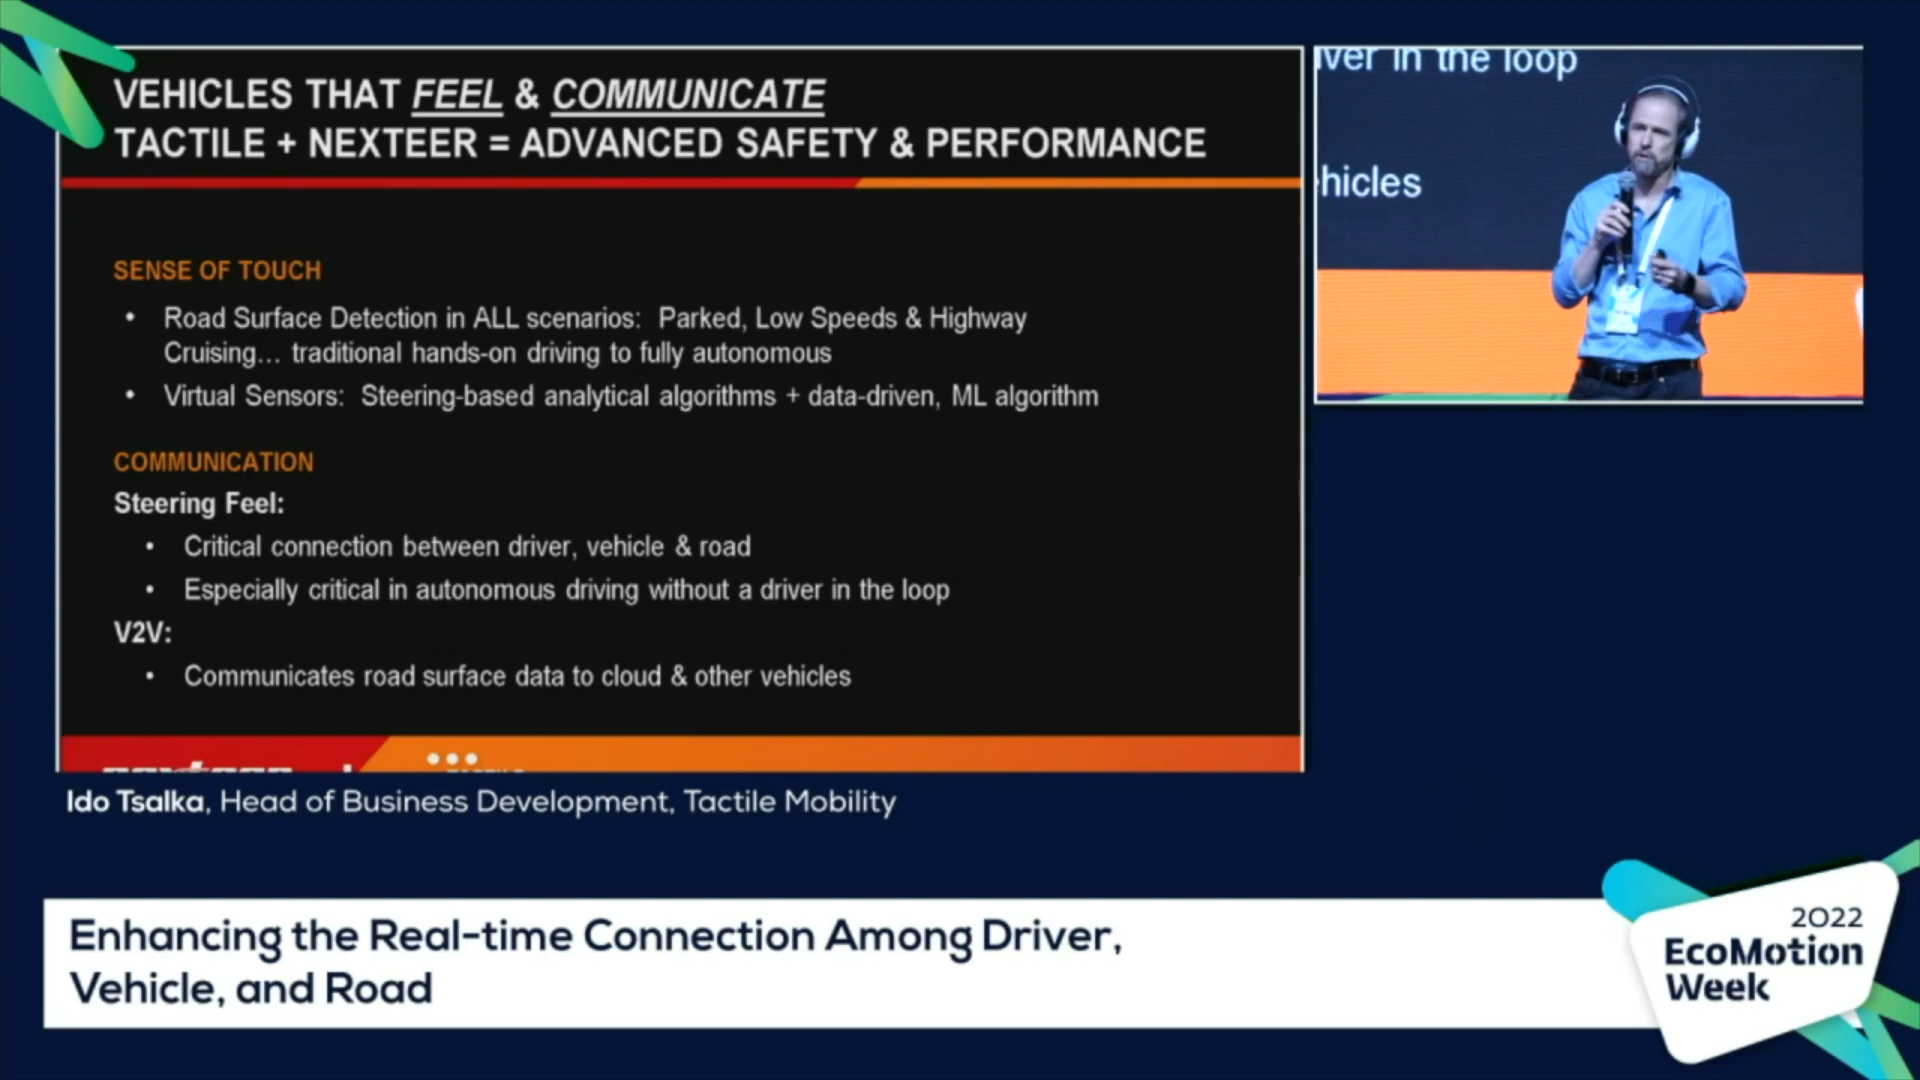 VEHICLES THAT FEEL & COMMUNICATE
TACTILE + NEXTEER = ADVANCED SAFETY & PERFORMANCE
SENSE OF TOUCH
• Road Surface Detection in ALL scenarios: Parked, Low Speeds & Highway
Cruising… traditional hands-on driving to fully autonomous
• Virtual Sensors: Steering-based analytical algorithms + data-driven, ML algorithm
COMMUNICATION
Steering Feel:
• Critical connection between driver, vehicle & road
• Especially critical in autonomous driving without a driver in the loop
V2V:
• Communicates road surface data to cloud & other vehicles
iver in the loop
hicles
Ido Tsalka, Head of Business Development, Tactile Mobility
Enhancing the Real-time Connection Among Driver,
Vehicle, and Road
2022
EcoMotion
Week